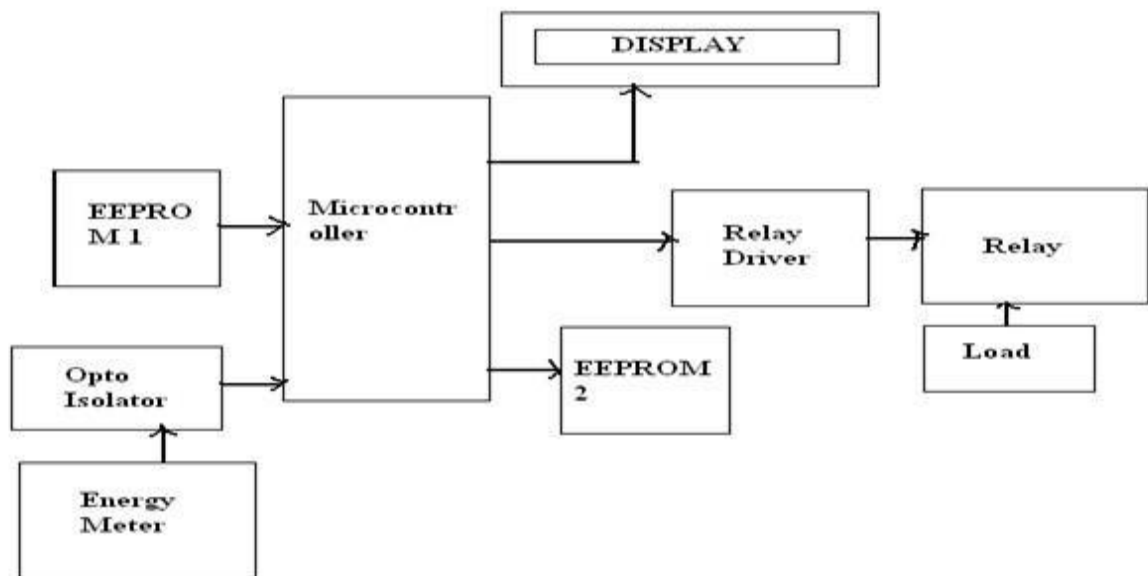 DISPLAY
EEPRO
M 1
Microcontr
oller
Relay
Driver
Relay
Load
Opto
Isolator
EEPROM
2
Energy
Meter